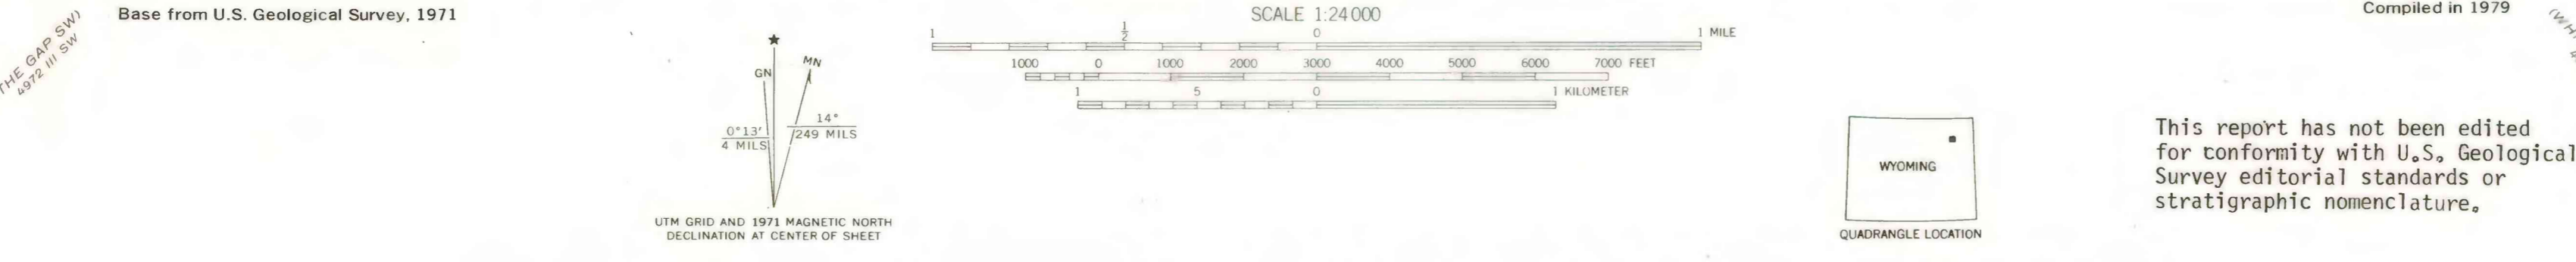 (THE GAP SW)
4972 III SW
Base from U.S. Geological Survey, 1971
★
GN
MN
0°13'
4 MILS
14°
249 MILS
UTM GRID AND 1971 MAGNETIC NORTH
DECLINATION AT CENTER OF SHEET
SCALE 1:24 000
1 1/2 0 1 MILE
1000 0 1000 2000 3000 4000 5000 6000 7000 FEET
1 5 0 1 KILOMETER
WYOMING
QUADRANGLE LOCATION
Compiled in 1979
This report has not been edited
for conformity with U.S. Geological
Survey editorial standards or
stratigraphic nomenclature.